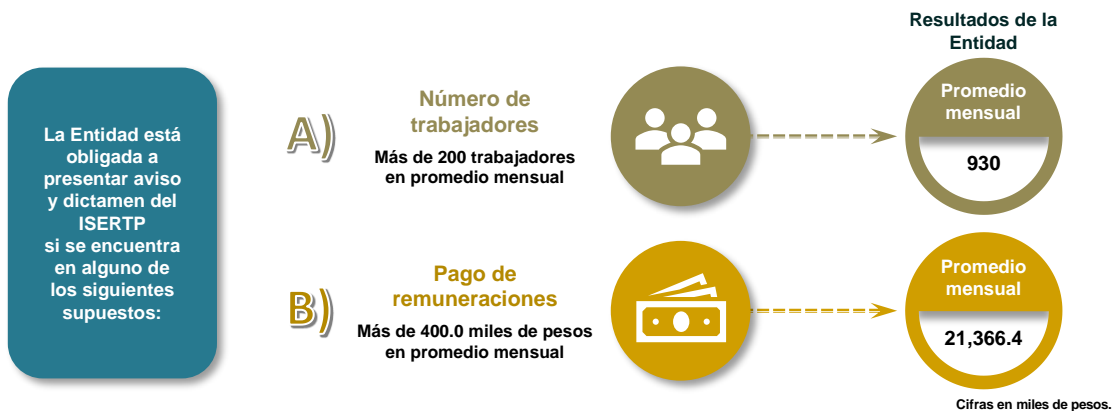 La Entidad está
obligada a
presentar aviso
y dictamen del
ISERTP
si se encuentra
en alguno de
los siguientes
supuestos:
A)
Número de
trabajadores
Más de 200 trabajadores
en promedio mensual
Resultados de la
Entidad
Promedio
mensual
930
B)
Pago de
remuneraciones
Más de 400.0 miles de pesos
en promedio mensual
Promedio
mensual
21,366.4
Cifras en miles de pesos.